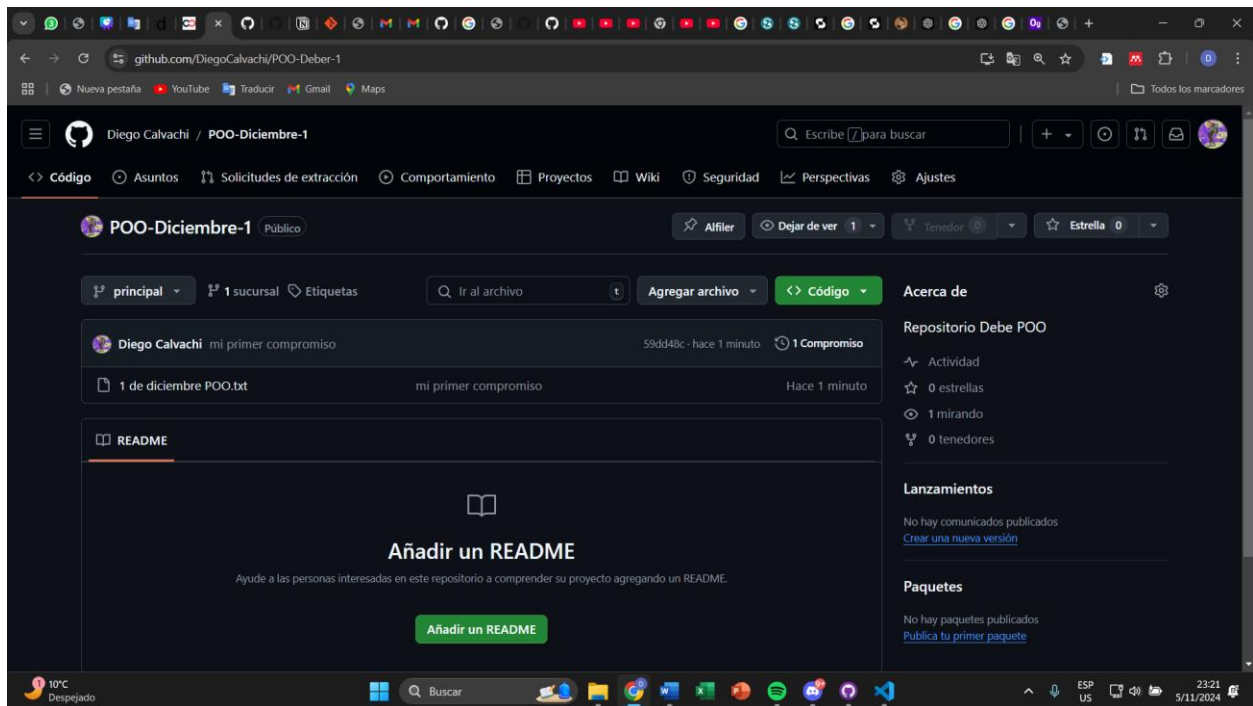 github.com/DiegoCalvachi/POO-Deber-1
Nueva pestaña YouTube Traducir Gmail Maps Todos los marcadores
Diego Calvachi / POO-Diciembre-1 Escribe / para buscar
Código Asuntos Solicitudes de extracción Comportamiento Proyectos Wiki Seguridad Perspectivas Ajustes
POO-Diciembre-1 Público Alfiler Dejar de ver 1 Tenedor 0 Estrella 0
principal 1 sucursal Etiquetas Ir al archivo t Agregar archivo <> Código Acerca de
Repositorio Debe POO
Diego Calvachi mi primer compromiso 59dd48c · hace 1 minuto 1 Compromiso
Actividad
1 de diciembre POO.txt mi primer compromiso Hace 1 minuto
0 estrellas
1 mirando
README
0 tenedores
Lanzamientos
No hay comunicados publicados
Crear una nueva versión
Añadir un README
Ayude a las personas interesadas en este repositorio a comprender su proyecto agregando un README.
Paquetes
No hay paquetes publicados
Publica tu primer paquete
Añadir un README
10°C
Despejado
Buscar
ESP
US
23:21
5/11/2024